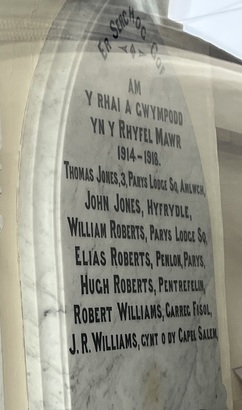 ER SERCHOG GOF
A
AM
Y RHAI A GWYMPODD
YN Y RHYFEL MAWR
1914-1918.
THOMAS JONES, 3, PARYS LODGE SQ, AMLWCH,
JOHN JONES, HYFRYDLE,
WILLIAM ROBERTS, PARYS LODGE SQ,
ELIAS ROBERTS, PENLON, PARYS,
HUGH ROBERTS, PENTREFELIN,
ROBERT WILLIAMS, CARREG
J. R. WILLIAMS, GYNT O BY CAPEL SALEM,